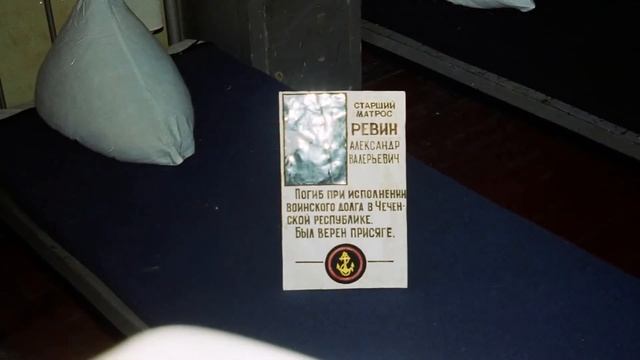 СТАРШИЙ
МАТРОС
РЕВИН
АЛЕКСАНДР
ВАЛЕРЬЕВИЧ
ПОГИБ ПРИ ИСПОЛНЕНИИ
ВОИНСКОГО ДОЛГА В ЧЕЧЕН-
СКОЙ РЕСПУБЛИКЕ.
БЫЛ ВЕРЕН ПРИСЯГЕ.